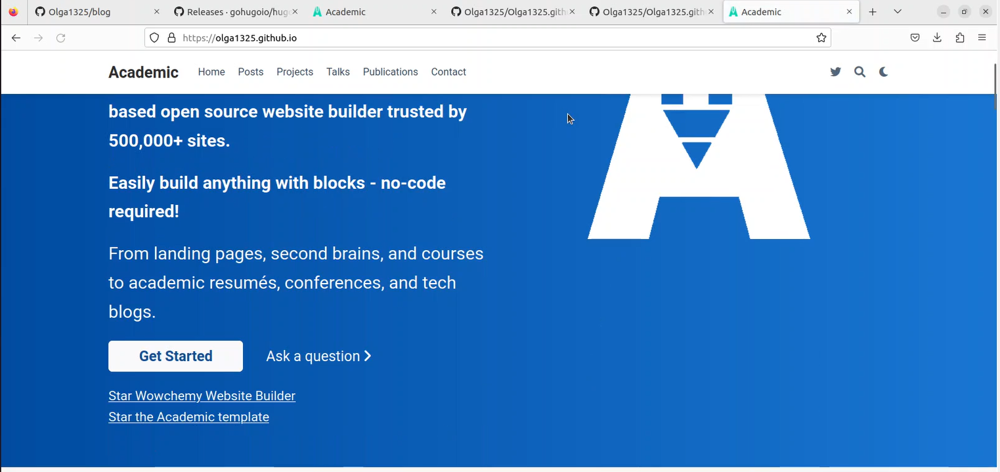 Olga1325/blog
Releases · gohugoio/hug
Academic
Olga1325/Olga1325.gith
Olga1325/Olga1325.gith
Academic
https://olga1325.github.io
Academic Home Posts Projects Talks Publications Contact
based open source website builder trusted by
500,000+ sites.
Easily build anything with blocks - no-code
required!
From landing pages, second brains, and courses
to academic resumés, conferences, and tech
blogs.
Get Started
Ask a question
Star Wowchemy Website Builder
Star the Academic template